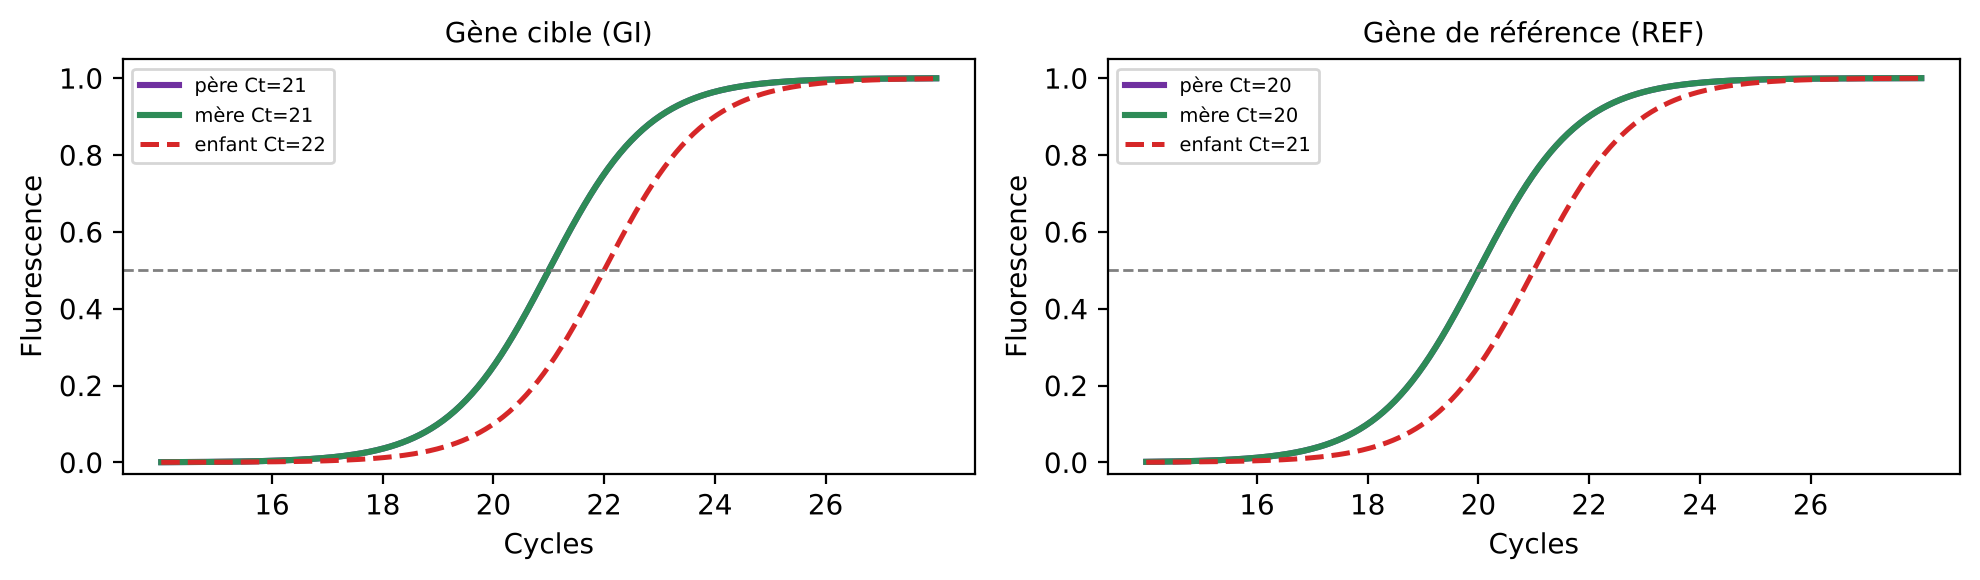 Gène cible (GI)
père Ct=21
mère Ct=21
enfant Ct=22
Fluorescence
1.0
0.8
0.6
0.4
0.2
0.0
16 18 20 22 24 26
Cycles
Gène de référence (REF)
père Ct=20
mère Ct=20
enfant Ct=21
Fluorescence
1.0
0.8
0.6
0.4
0.2
0.0
16 18 20 22 24 26
Cycles